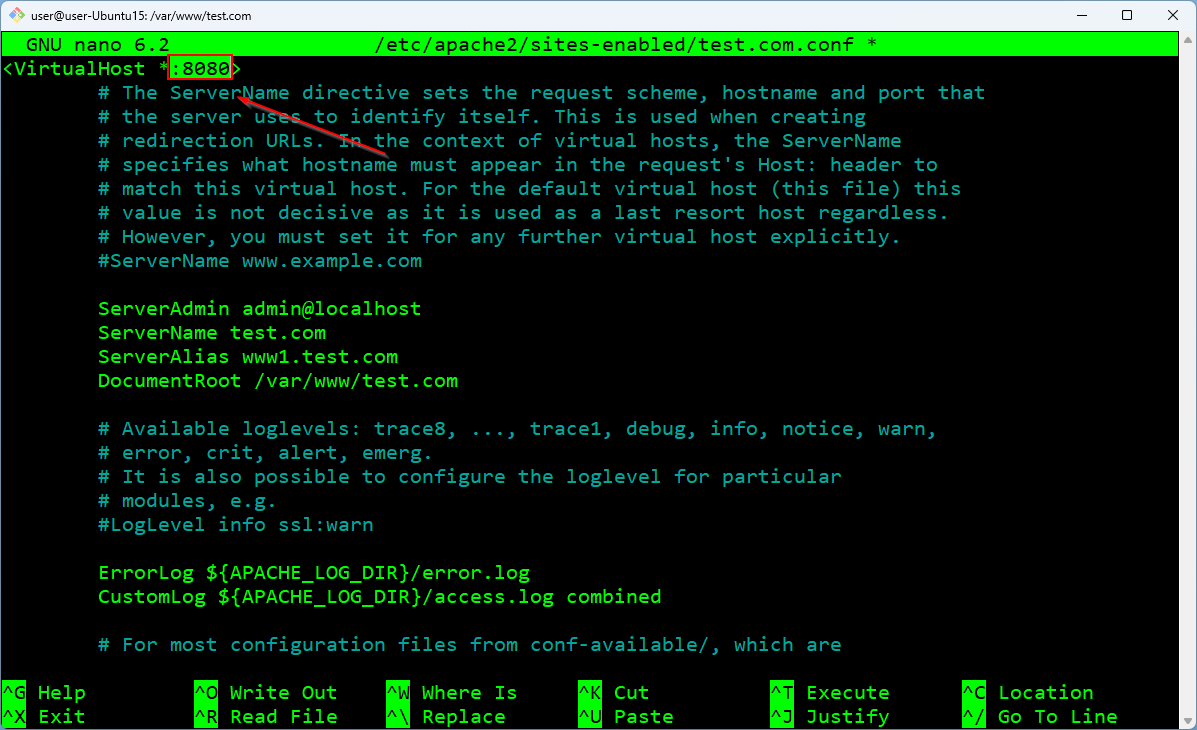 user@user-Ubuntu15: /var/www/test.com
GNU nano 6.2 /etc/apache2/sites-enabled/test.com.conf *
<VirtualHost *:8080>
# The ServerName directive sets the request scheme, hostname and port that
# the server uses to identify itself. This is used when creating
# redirection URLs. In the context of virtual hosts, the ServerName
# specifies what hostname must appear in the request's Host: header to
# match this virtual host. For the default virtual host (this file) this
# value is not decisive as it is used as a last resort host regardless.
# However, you must set it for any further virtual host explicitly.
#ServerName www.example.com
ServerAdmin admin@localhost
ServerName test.com
ServerAlias www1.test.com
DocumentRoot /var/www/test.com
# Available loglevels: trace8, ..., trace1, debug, info, notice, warn,
# error, crit, alert, emerg.
# It is also possible to configure the loglevel for particular
# modules, e.g.
#LogLevel info ssl:warn
ErrorLog ${APACHE_LOG_DIR}/error.log
CustomLog ${APACHE_LOG_DIR}/access.log combined
# For most configuration files from conf-available/, which are
^G Help ^O Write Out ^W Where Is ^K Cut ^T Execute ^C Location
^X Exit ^R Read File ^\ Replace ^U Paste ^J Justify ^/ Go To Line